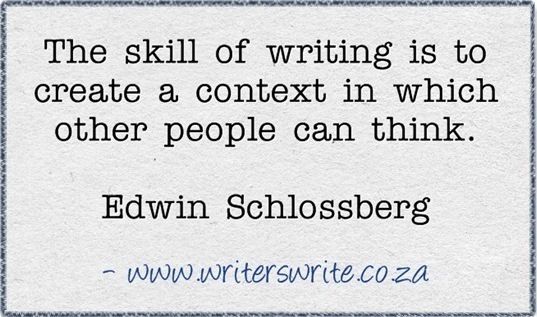 The skill of writing is to
create a context in which
other people can think.
Edwin Schlossberg
- www.writerswrite.co.za